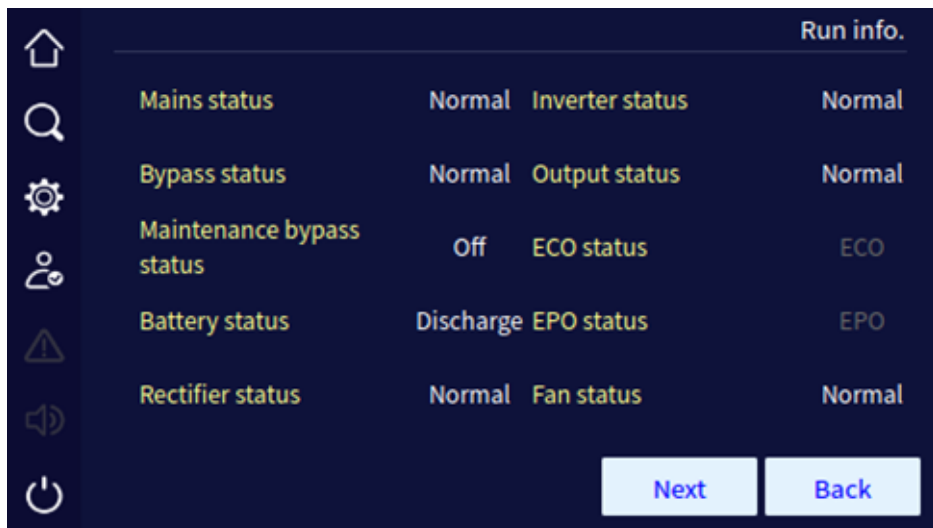 Run info.
Mains status Normal Inverter status Normal
Bypass status Normal Output status Normal
Maintenance bypass
status Off ECO status ECO
Battery status Discharge EPO status EPO
Rectifier status Normal Fan status Normal
Next Back